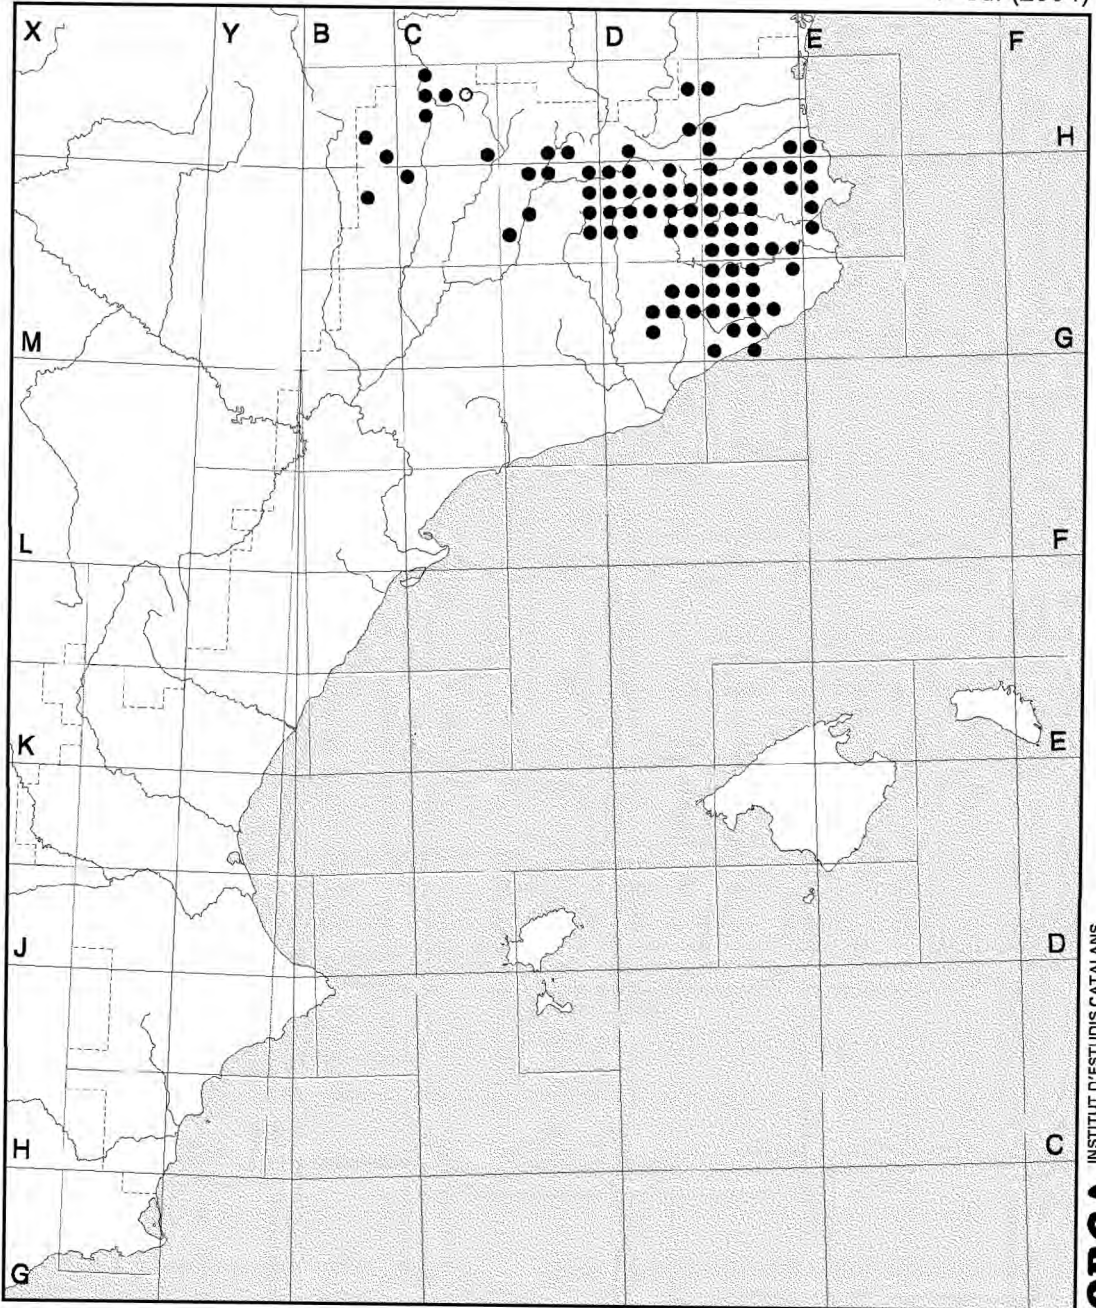 X Y B C D E F
H
M G
L F
K E
J D
H C
G
INSTITUT D'ESTUDIS CATALANS